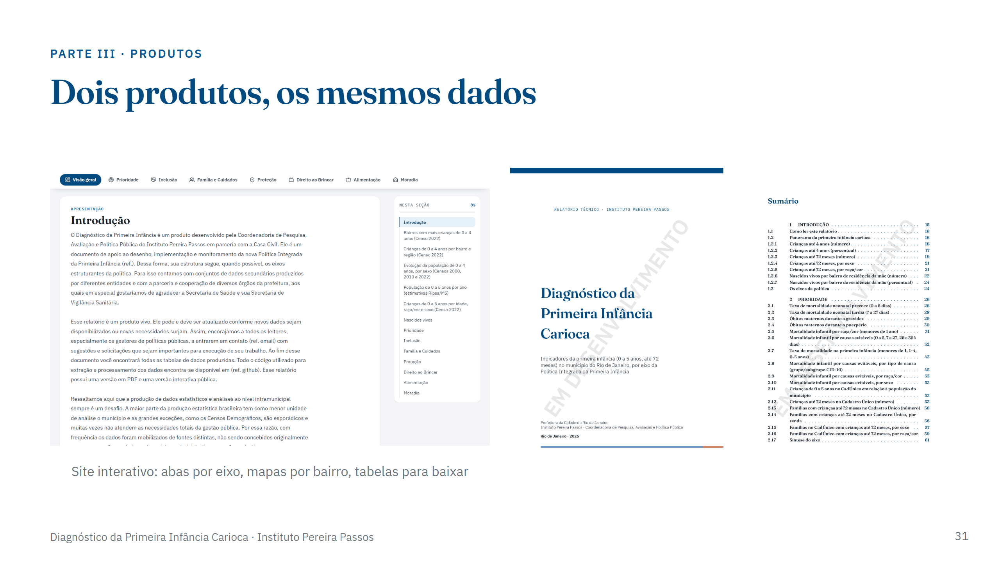 PARTE III · PRODUTOS
Dois produtos, os mesmos dados
Visão geral
Prioridade
Inclusão
Família e Cuidados
Proteção
Direito ao Brincar
Alimentação
Moradia
APRESENTAÇÃO
Introdução
O Diagnóstico da Primeira Infância é um produto desenvolvido pela Coordenadoria de Pesquisa,
Avaliação e Política Pública do Instituto Pereira Passos em parceria com a Casa Civil. Ele é um
documento de apoio ao desenho, implementação e monitoramento da nova Política Integrada
da Primeira Infância (ref.). Dessa forma, sua estrutura segue, quando possível, os eixos
estruturantes da política. Para isso contamos com conjuntos de dados secundários produzidos
por diferentes entidades e com a parceria e cooperação de diversos órgãos da prefeitura, aos
quais em especial gostaríamos de agradecer a Secretaria de Saúde e sua Secretaria de
Vigilância Sanitária.
Esse relatório é um produto vivo. Ele pode e deve ser atualizado conforme novos dados sejam
disponibilizados ou novas necessidades surjam. Assim, encorajamos a todos os leitores,
especialmente os gestores de políticas públicas, a entrarem em contato (ref. email) com
sugestões e solicitações que sejam importantes para execução de seu trabalho. Ao fim desse
documento você encontrará todas as tabelas de dados produzidas. Todo o código utilizado para
extração e processamento dos dados encontra-se disponível em (ref. github). Esse relatório
possui uma versão em PDF e uma versão interativa pública.
Ressaltamos aqui que a produção de dados estatísticos e análises ao nível intramunicipal
sempre é um desafio. A maior parte da produção estatística brasileira tem como menor unidade
de análise o município e as grandes exceções, como os Censos Demográficos, são esporádicos e
muitas vezes não atendem as necessidades totais da gestão pública. Por essa razão, com
frequência os dados foram mobilizados de fontes distintas, não sendo concebidos originalmente
NESTA SEÇÃO 0%
Introdução
Bairros com mais crianças de 0 a 4
anos (Censo 2022)
Crianças de 0 a 4 anos por bairro e
região (Censo 2022)
Evolução da população de 0 a 4
anos, por sexo (Censos 2000,
2010 e 2022)
População de 0 a 5 anos por ano
(estimativas Ripsa/MS)
Crianças de 0 a 5 anos por idade,
raça/cor e sexo (Censo 2022)
Nascidos vivos
Prioridade
Inclusão
Família e Cuidados
Proteção
Direito ao Brincar
Alimentação
Moradia
Site interativo: abas por eixo, mapas por bairro, tabelas para baixar
RELATÓRIO TÉCNICO · INSTITUTO PEREIRA PASSOS
EM DESENVOLVIMENTO
Diagnóstico da
Primeira Infância
Carioca
Indicadores da primeira infância (0 a 5 anos, até 72
meses) no município do Rio de Janeiro, por eixo da
Política Integrada da Primeira Infância
Prefeitura da Cidade do Rio de Janeiro
Instituto Pereira Passos · Coordenadoria de Pesquisa, Avaliação e Política Pública
Rio de Janeiro · 2026
Sumário
EM DESENVOLVIMENTO
1 INTRODUÇÃO 15
1.1 Como ler este relatório 16
1.2 Panorama da primeira infância carioca 16
1.2.1 Crianças até 4 anos (número) 16
1.2.2 Crianças até 4 anos (percentual) 17
1.2.3 Crianças até 72 meses (número) 19
1.2.4 Crianças até 72 meses, por sexo 21
1.2.5 Crianças até 72 meses, por raça/cor 21
1.2.6 Nascidos vivos por bairro de residência da mãe (número) 22
1.2.7 Nascidos vivos por bairro de residência da mãe (percentual) 24
1.3 Os eixos da política 24
2 PRIORIDADE 26
2.1 Taxa de mortalidade neonatal precoce (0 a 6 dias) 26
2.2 Taxa de mortalidade neonatal tardia (7 a 27 dias) 28
2.3 Óbitos maternos durante a gravidez 29
2.4 Óbitos maternos durante o puerpério 30
2.5 Mortalidade infantil por raça/cor (menores de 1 ano) 31
2.6 Mortalidade infantil por causas evitáveis (0 a 6, 7 a 27, 28 a 364
dias) 32
2.7 Taxa de mortalidade na primeira infância (menores de 1, 1-4,
0-5 anos) 43
2.8 Mortalidade infantil por causas evitáveis, por tipo de causa
(grupo/subgrupo CID-10) 45
2.9 Mortalidade infantil por causas evitáveis, por raça/cor 53
2.10 Mortalidade infantil por causas evitáveis, por sexo 53
2.11 Crianças de 0 a 5 anos no CadÚnico em relação à população do
município 53
2.12 Crianças até 72 meses no Cadastro Único (número) 53
2.13 Famílias com crianças até 72 meses no Cadastro Único (número) 56
2.14 Famílias com crianças até 72 meses no Cadastro Único, por
renda 56
2.15 Famílias no CadÚnico com crianças até 72 meses, por sexo 57
2.16 Famílias no CadÚnico com crianças até 72 meses, por raça/cor 59
2.17 Síntese do eixo 61
Diagnóstico da Primeira Infância Carioca · Instituto Pereira Passos
31